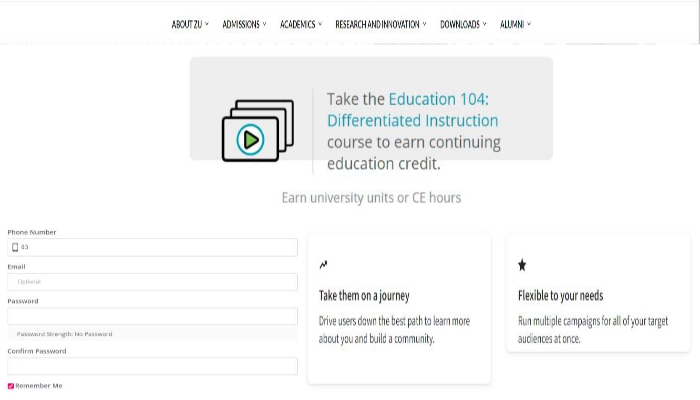 ABOUT ZU
ADMISSIONS
ACADEMICS
RESEARCH AND INNOVATION
DOWNLOADS
ALUMNI
Take the Education 104:
Differentiated Instruction
course to earn continuing
education credit.
Earn university units or CE hours
Phone Number
03
Email
Optional
Password
Password Strength: No Password
Confirm Password
Remember Me
Take them on a journey
Drive users down the best path to learn more
about you and build a community.
Flexible to your needs
Run multiple campaigns for all of your target
audiences at once.